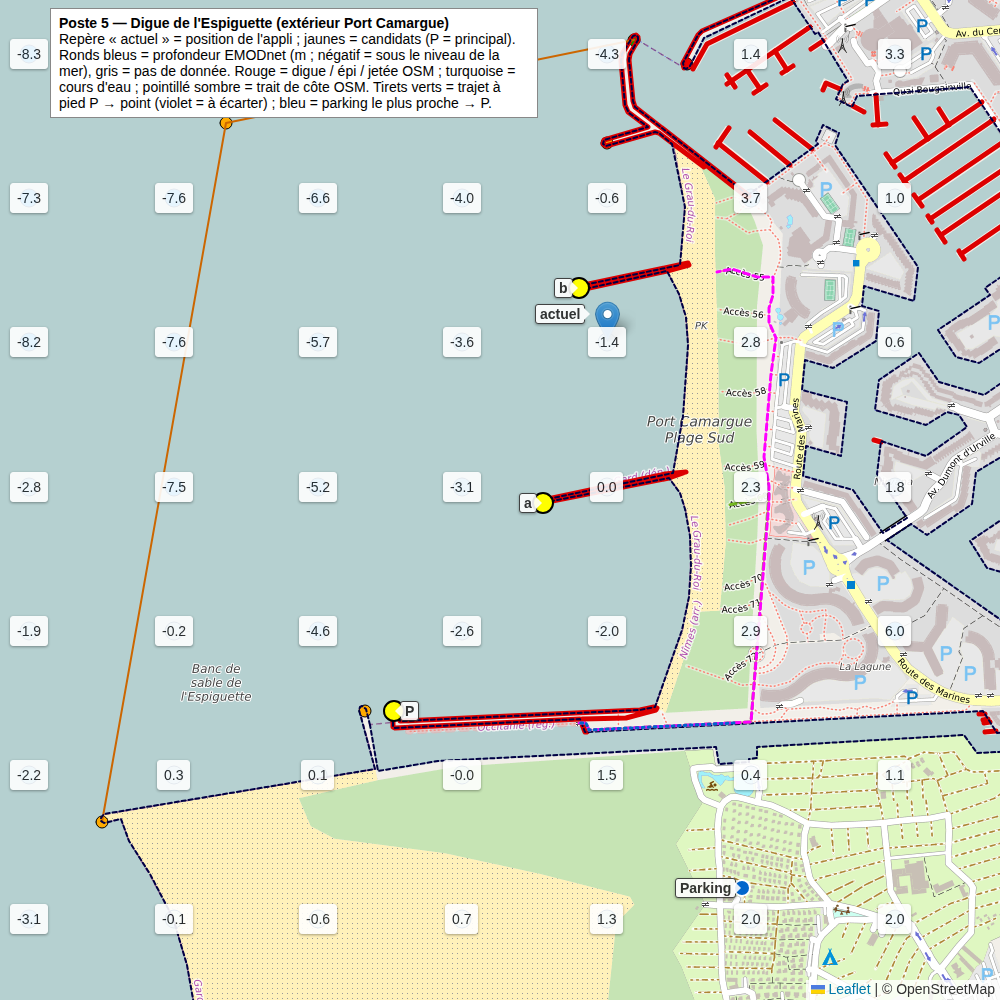 Poste 5 — Digue de l'Espiguette (extérieur Port Camargue)
Repère « actuel » = position de l'appli ; jaunes = candidats (P = principal).
Ronds bleus = profondeur EMODnet (m ; négatif = sous le niveau de la
mer), gris = pas de donnée. Rouge = digue / épi / jetée OSM ; turquoise =
cours d'eau ; pointillé sombre = trait de côte OSM. Tirets verts = trajet à
pied P → point (violet = à écarter) ; bleu = parking le plus proche → P.
-8.3
-4.3
1.4
3.3
Av. du Cer
Quai Bougainville
-7.3
-7.6
-6.6
-4.0
-0.6
3.7
1.0
Le Grau-du-Roi
P
Accès 55
b
actuel
Accès 56
PK
-8.2
-7.6
-5.7
-3.6
-1.4
2.8
0.6
P
Accès 58
Route des Marines
Port Camargue
Plage Sud
Av. Dumont d'Urville
Accès 59
-2.8
-7.5
-5.2
-3.1
0.0
2.3
1.8
a
P
Le Grau-du-Roi
Accès 70
Accès 71
-1.9
-0.2
-4.6
-2.6
-2.0
2.9
6.0
Nîmes (arr.)
Accès 72
La Lagune
Route des Marines
Banc de
sable de
l'Espiguette
P
Occitanie (rég.)
-2.2
0.3
0.1
-0.0
1.5
0.4
1.1
Parking
-3.1
-0.1
-0.6
0.7
1.3
2.0
2.0
Leaflet | © OpenStreetMap